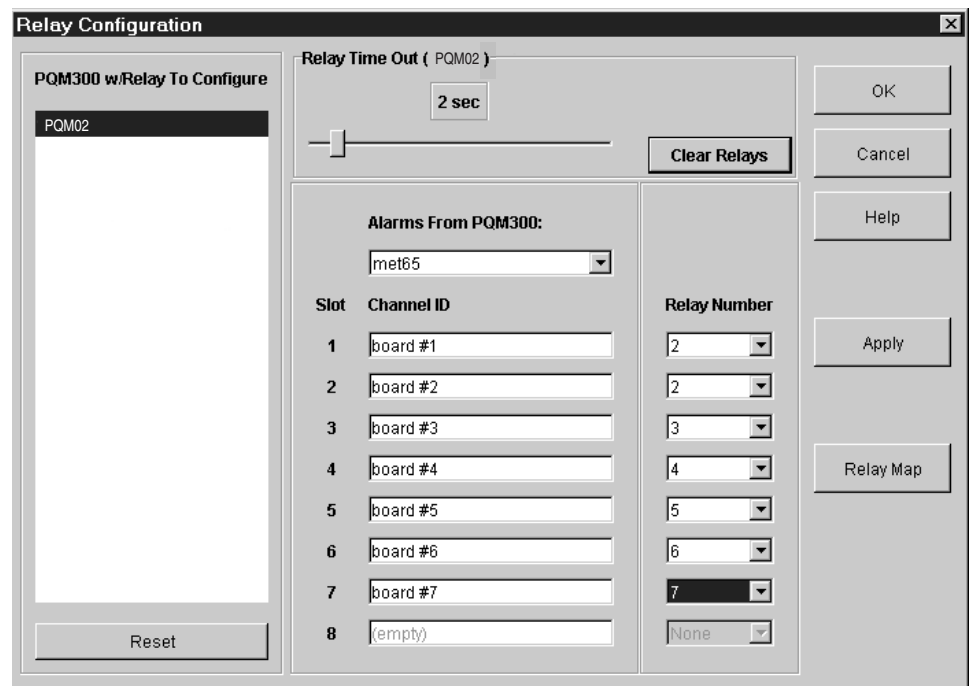 Relay Configuration
PQM300 w/Relay To Configure
PQM02
Reset
Relay Time Out ( PQM02 )
2 sec
Clear Relays
Alarms From PQM300:
met65
Slot Channel ID Relay Number
1 board #1 2
2 board #2 2
3 board #3 3
4 board #4 4
5 board #5 5
6 board #6 6
7 board #7 7
8 (empty) None
OK
Cancel
Help
Apply
Relay Map